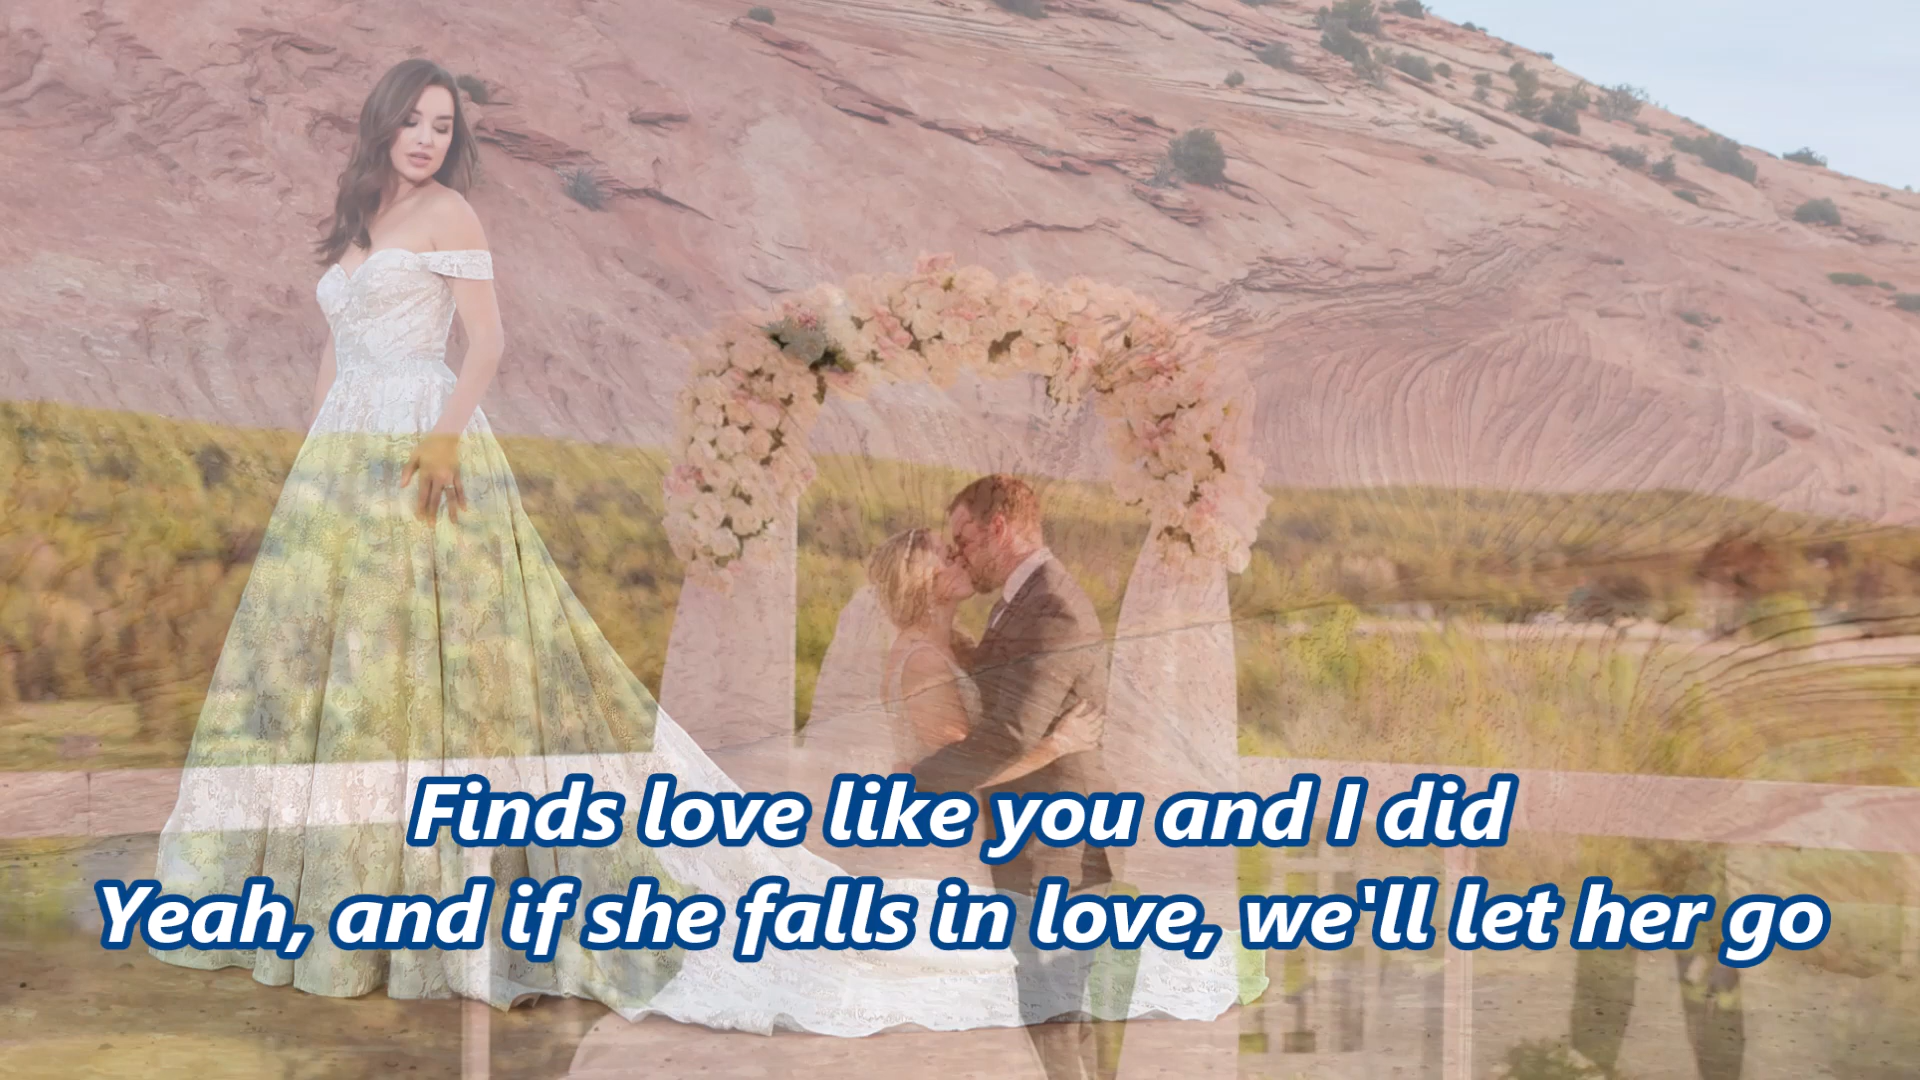 Finds love like you and I did
Yeah, and if she falls in love, we'll let her go